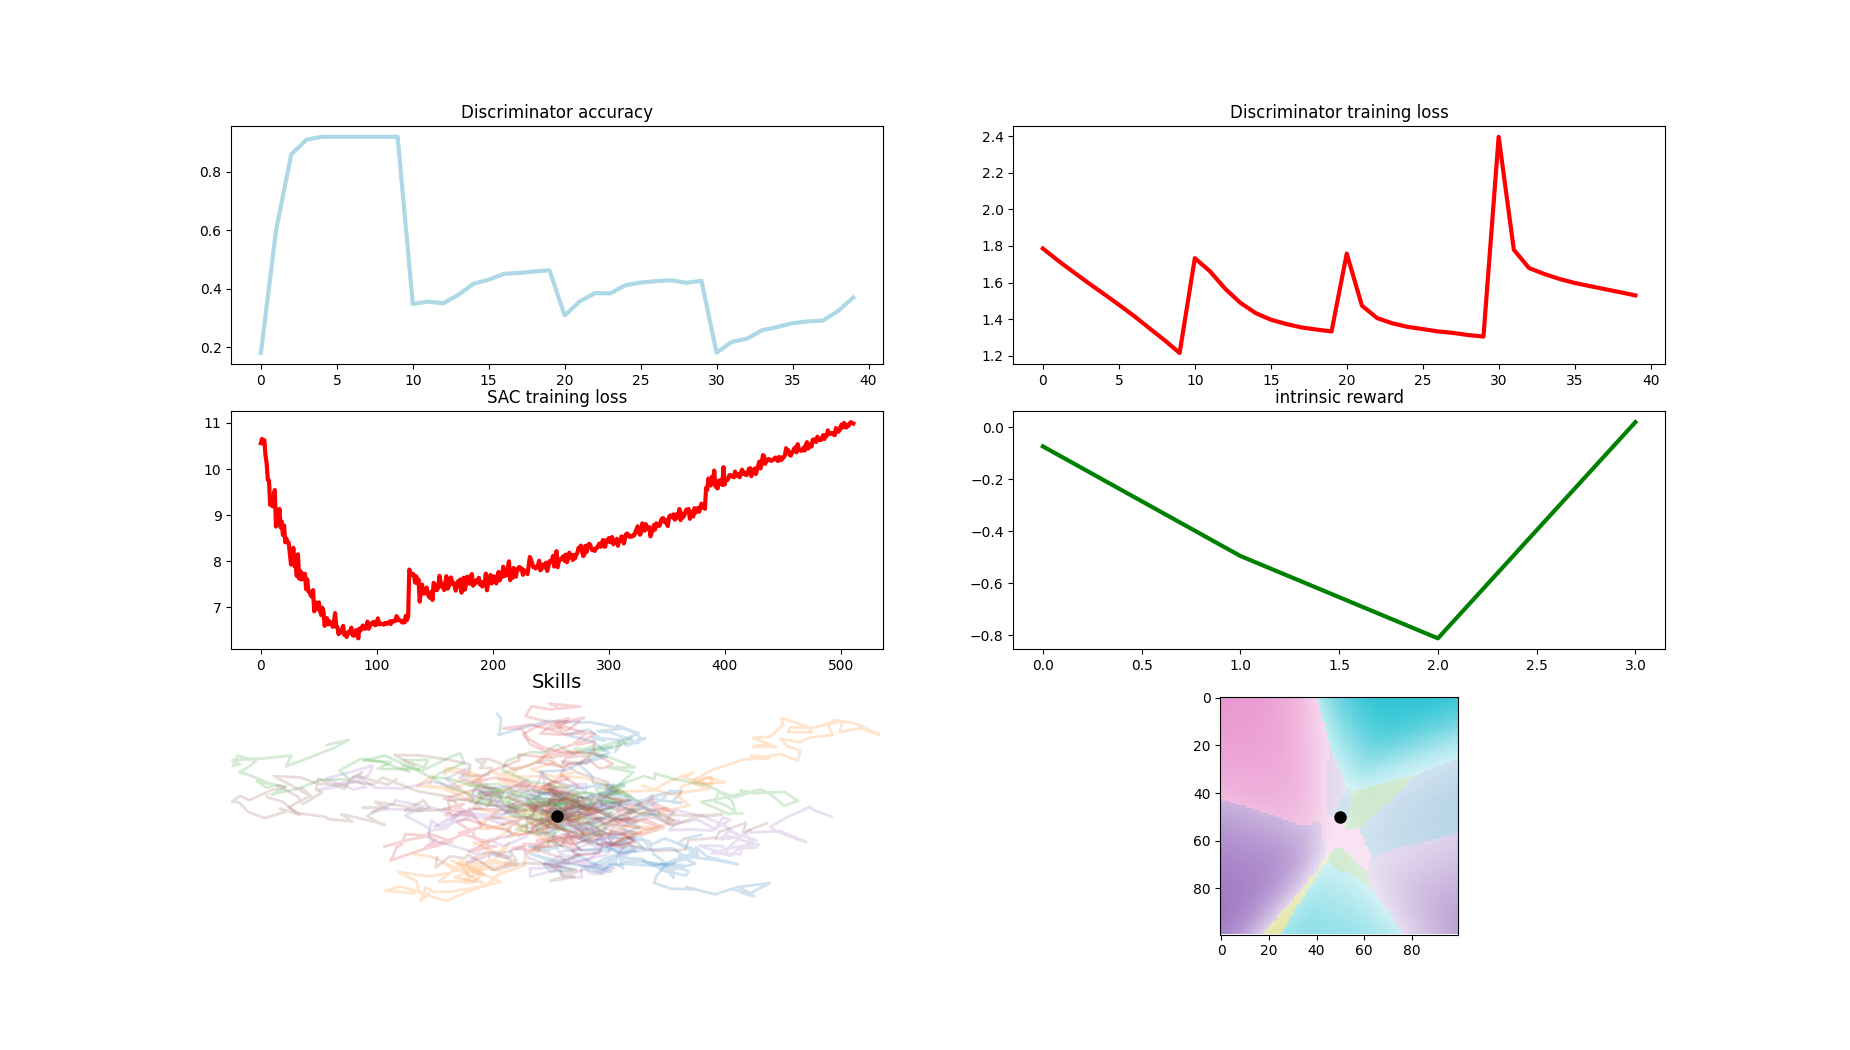 Discriminator accuracy
0.8
0.6
0.4
0.2
0 5 10 15 20 25 30 35 40
Discriminator training loss
2.4
2.2
2.0
1.8
1.6
1.4
1.2
0 5 10 15 20 25 30 35 40
SAC training loss
11
10
9
8
7
0 100 200 300 400 500
intrinsic reward
0.0
−0.2
−0.4
−0.6
−0.8
0.0 0.5 1.0 1.5 2.0 2.5 3.0
Skills
0
20
40
60
80
0 20 40 60 80